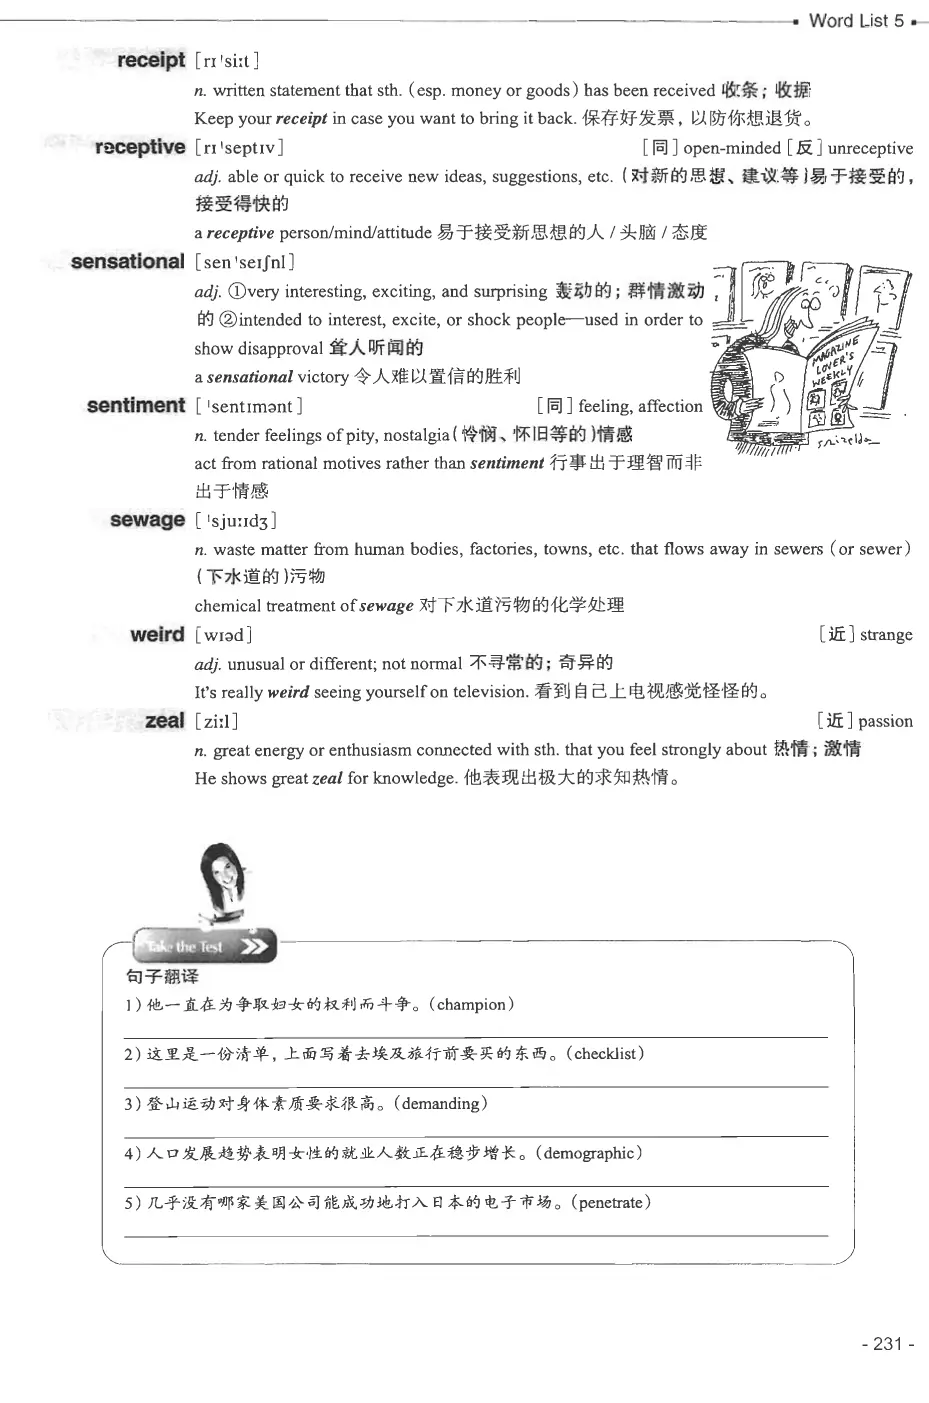 Word List 5
receipt [rɪˈsiːt]
n. written statement that sth. (esp. money or goods) has been received 收条；收据
Keep your receipt in case you want to bring it back. 保存好发票，以防你想退货。
receptive [rɪˈseptɪv] [同] open-minded [反] unreceptive
adj. able or quick to receive new ideas, suggestions, etc. (对新的思想、建议等)易于接受的，
接受得快的
a receptive person/mind/attitude 易于接受新思想的人 / 头脑 / 态度
sensational [senˈseɪʃnl]
adj. ①very interesting, exciting, and surprising 轰动的；群情激动
的 ②intended to interest, excite, or shock people—used in order to
show disapproval 耸人听闻的
a sensational victory 令人难以置信的胜利
MAGAZINE
LOVER'S
WEEKLY
sentiment [ˈsentɪmənt] [同] feeling, affection
n. tender feelings of pity, nostalgia(怜悯、怀旧等的)情感
act from rational motives rather than sentiment 行事出于理智而非
出于情感
sewage [ˈsjuːɪdʒ]
n. waste matter from human bodies, factories, towns, etc. that flows away in sewers (or sewer)
(下水道的)污物
chemical treatment of sewage 对下水道污物的化学处理
weird [wɪəd] [近] strange
adj. unusual or different; not normal 不寻常的；奇异的
It's really weird seeing yourself on television. 看到自己上电视感觉怪怪的。
zeal [ziːl] [近] passion
n. great energy or enthusiasm connected with sth. that you feel strongly about 热情；激情
He shows great zeal for knowledge. 他表现出极大的求知热情。
Take the Test
句子翻译
1) 他一直在为争取妇女的权利而斗争。(champion)
2) 这里是一份清单，上面写着去埃及旅行前要买的东西。(checklist)
3) 登山运动对身体素质要求很高。(demanding)
4) 人口发展趋势表明女性的就业人数正在稳步增长。(demographic)
5) 几乎没有哪家美国公司能成功地打入日本的电子市场。(penetrate)
- 231 -